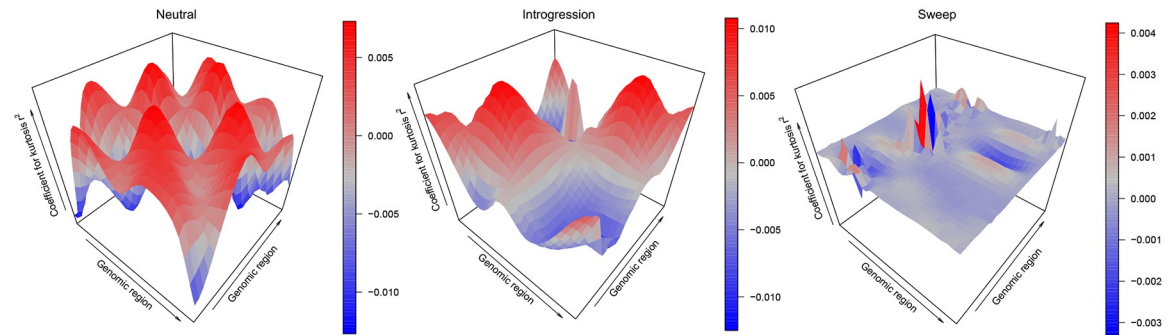 Neutral
Coefficient for kurtosis r²
Genomic region
Genomic region
0.005
0.000
−0.005
−0.010
Introgression
Coeicient for kurtosis r²
Genomic region
Genomic region
0.010
0.005
0.000
−0.005
−0.010
Sweep
Coefficient for kurtosis r²
Genomic region
Genomic region
0.004
0.003
0.002
0.001
0.000
−0.001
−0.002
−0.003